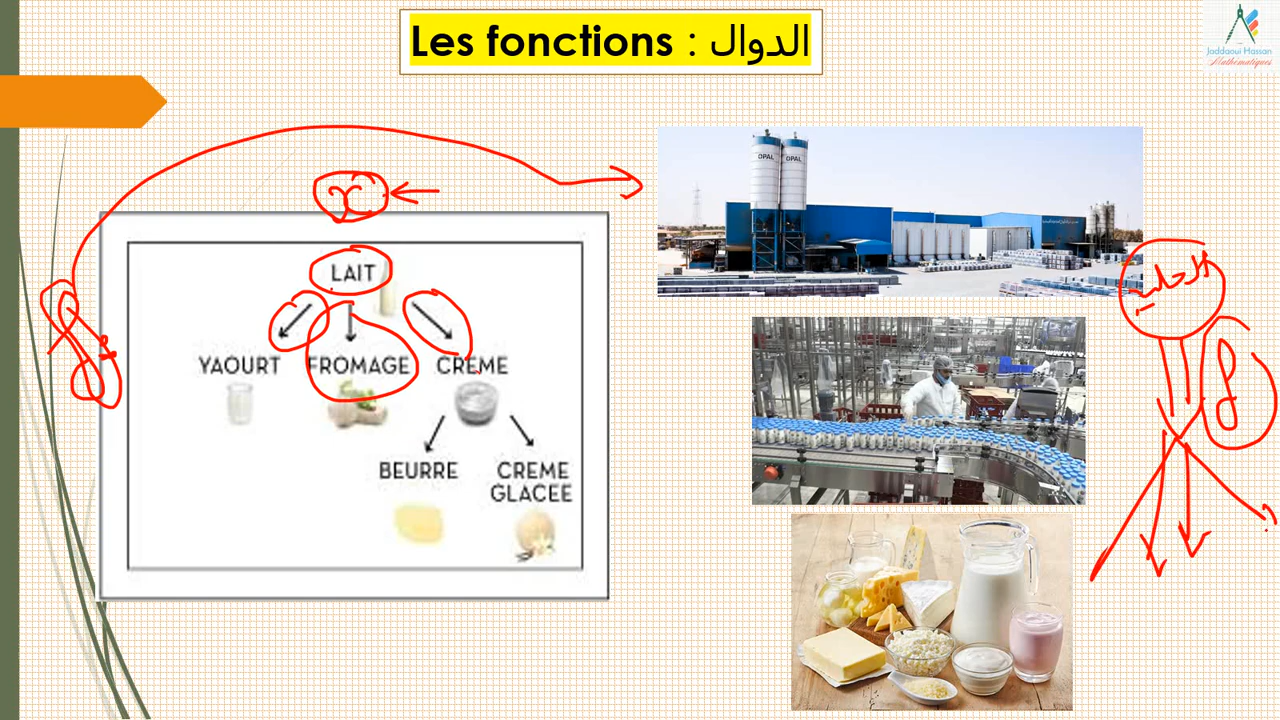 Les fonctions : الدوال
Jaddaoui Hassan
Mathématiques
OPAL OPAL
x
LAIT
الحليب
YAOURT FROMAGE CREME
f
BEURRE CREME
GLACEE